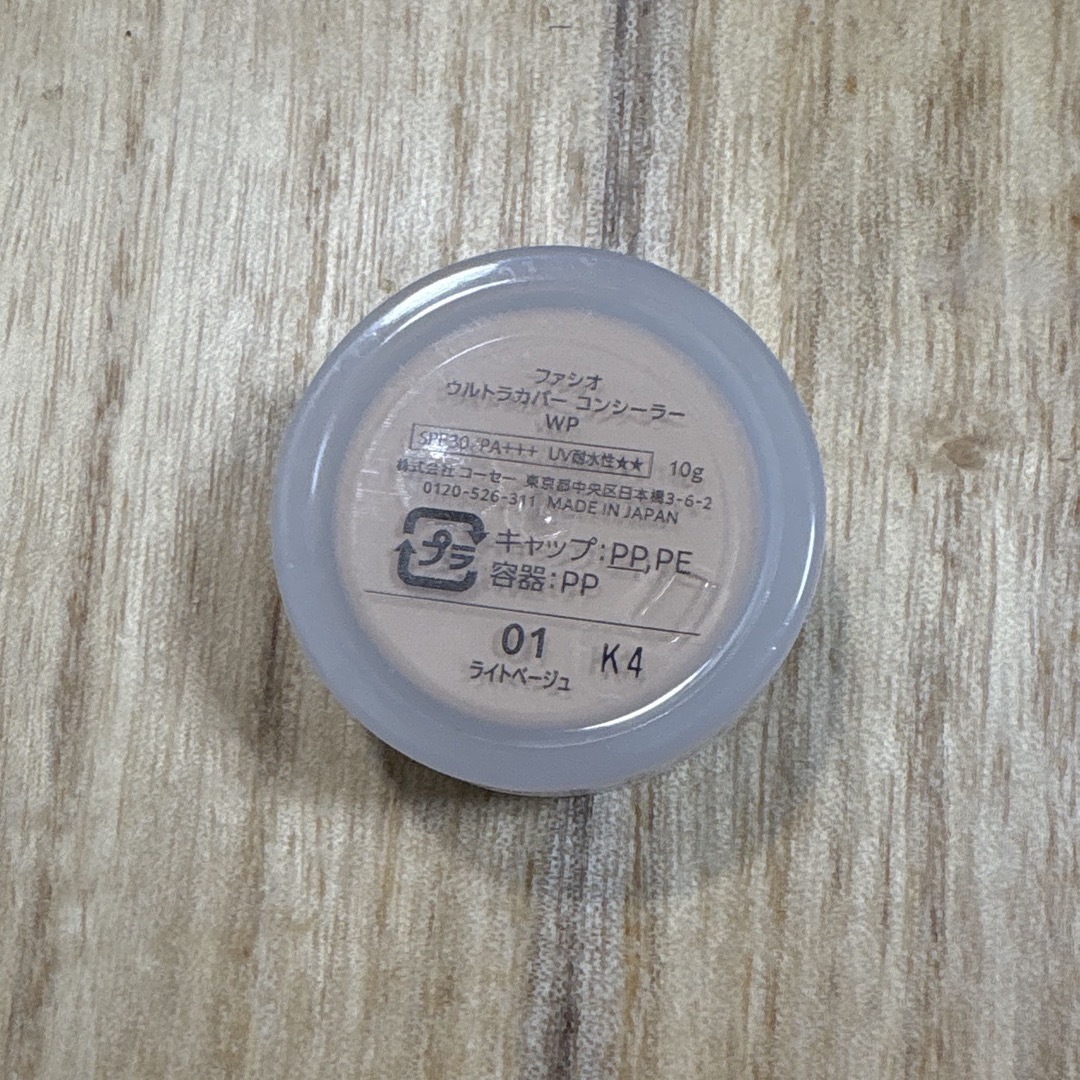 ファシオ
ウルトラカバー コンシーラー
WP
SPF30/PA+++ UV耐水性★★ 10g
株式会社 コーセー 東京都中央区日本橋3-6-2
0120-526-311 MADE IN JAPAN
プラ キャップ:PP,PE
容器:PP
01 K4
ライトベージュ